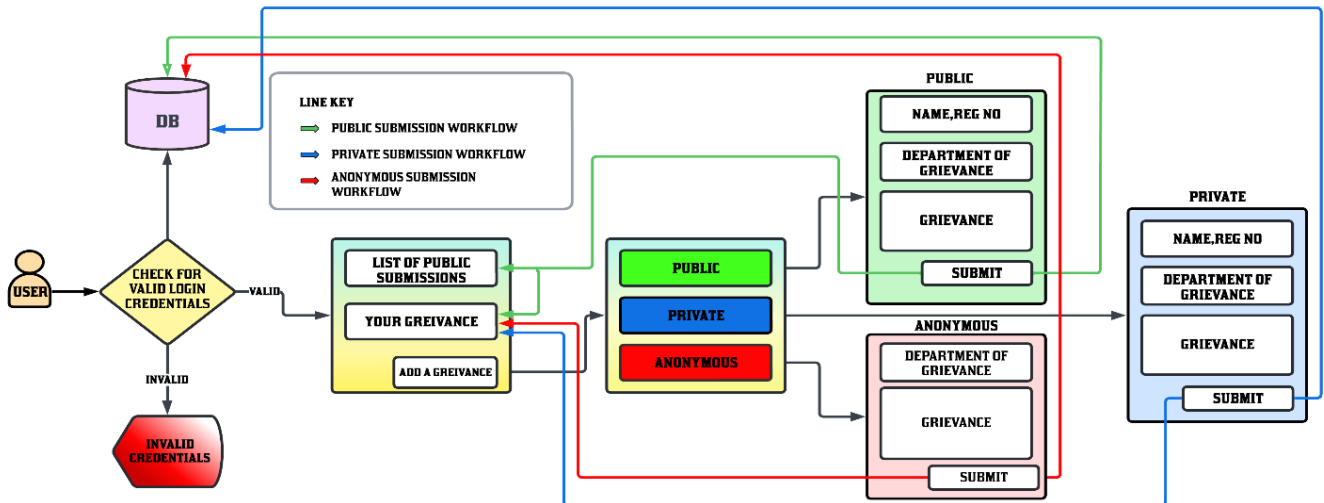 PUBLIC
LINE KEY
PUBLIC SUBMISSION WORKFLOW
PRIVATE SUBMISSION WORKFLOW
ANONYMOUS SUBMISSION
WORKFLOW
DB
NAME,REG NO
DEPARTMENT OF
GRIEVANCE
GRIEVANCE
SUBMIT
PRIVATE
NAME,REG NO
DEPARTMENT OF
GRIEVANCE
GRIEVANCE
SUBMIT
USER
CHECK FOR
VALID LOGIN
CREDENTIALS
VALID
INVALID
INVALID
CREDENTIALS
LIST OF PUBLIC
SUBMISSIONS
YOUR GREIVANCE
ADD A GREIVANCE
PUBLIC
PRIVATE
ANONYMOUS
ANONYMOUS
DEPARTMENT OF
GRIEVANCE
GRIEVANCE
SUBMIT